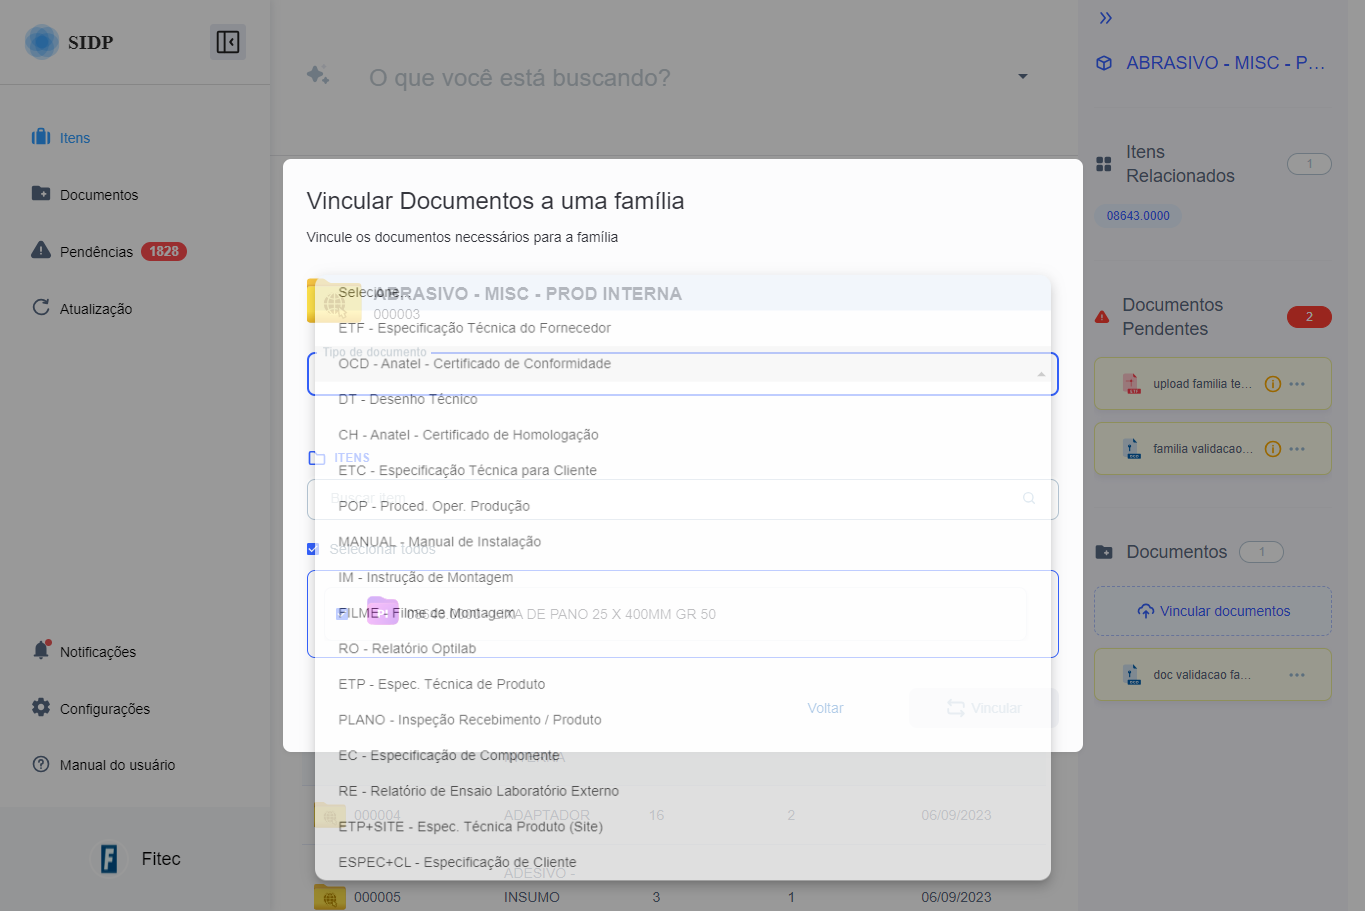 SIDP
Itens
Documentos
Pendências 1828
Atualização
Notificações
Configurações
Manual do usuário
Fitec
O que você está buscando?
Vincular Documentos a uma família
Vincule os documentos necessários para a família
ABRASIVO - MISC - PROD INTERNA
000003
Tipo de documento
Selecione...
ETF - Especificação Técnica do Fornecedor
OCD - Anatel - Certificado de Conformidade
DT - Desenho Técnico
CH - Anatel - Certificado de Homologação
ITENS
ETC - Especificação Técnica para Cliente
Buscar item
POP - Proced. Oper. Produção
MANUAL - Manual de Instalação
Selecionar todos
IM - Instrução de Montagem
FILME - Filme de Montagem
08643.0000 - LIXA DE PANO 25 X 400MM GR 50
RO - Relatório Optilab
ETP - Espec. Técnica de Produto
PLANO - Inspeção Recebimento / Produto
Voltar
Vincular
EC - Especificação de Componente
INTERNA
RE - Relatório de Ensaio Laboratório Externo
000004 ADAPTADOR 16 2 06/09/2023
ETP+SITE - Espec. Técnica Produto (Site)
ESPEC+CL - Especificação de Cliente
ADESIVO -
000005 INSUMO 3 1 06/09/2023
ABRASIVO - MISC - P...
Itens
Relacionados 1
08643.0000
Documentos
Pendentes 2
upload familia te...
familia validacao...
Documentos 1
Vincular documentos
doc validacao fa...